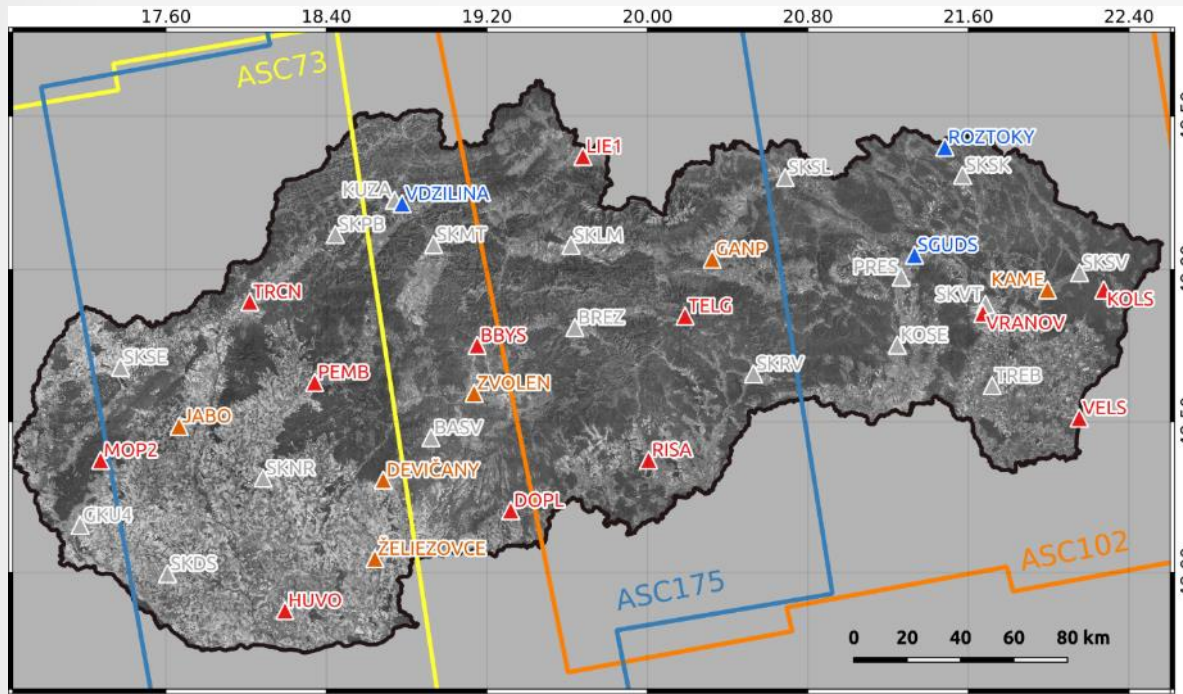 17.60 18.40 19.20 20.00 20.80 21.60 22.40
ASC73
LIE1
ROZTOKY
SKSL
SKSK
KUZA
VDZILINA
SKPB
SKMT
SKLM
GANP
SGUDS
PRES
KAME
SKSV
TRCN
TELG
SKVT
KOLS
BREZ
VRANOV
BBYS
KOSE
SKSE
PEMB
ZVOLEN
SKRV
TREB
JABO
VELS
BASV
MOP2
RISA
SKNR
DEVIČANY
DOPL
GKU4
ŽELIEZOVCE
ASC102
SKDS
ASC175
HUVO
0 20 40 60 80 km